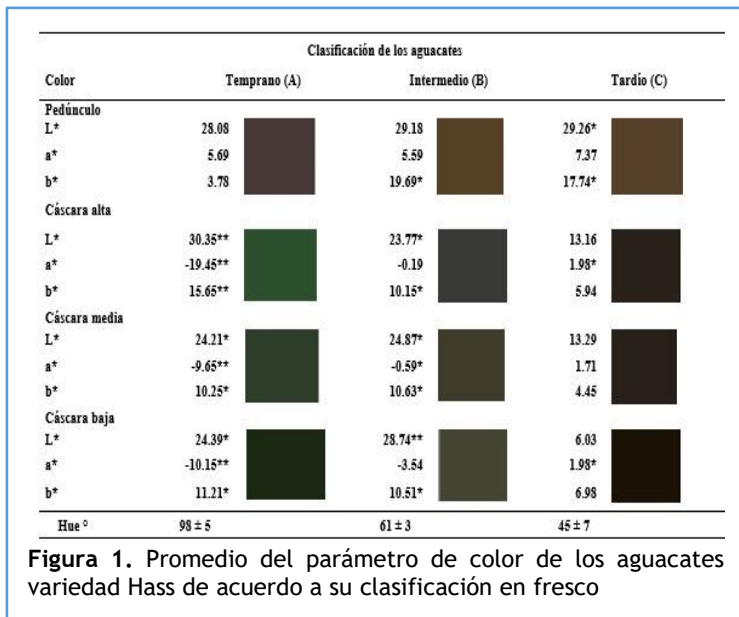 Clasificación de los aguacates
Color Temprano (A) Intermedio (B) Tardío (C)
Pedúnculo
L* 28.08 29.18 29.26*
a* 5.69 5.59 7.37
b* 3.78 19.69* 17.74*
Cáscara alta
L* 30.35** 23.77* 13.16
a* -19.45** -0.19 1.98*
b* 15.65** 10.15* 5.94
Cáscara media
L* 24.21* 24.87* 13.29
a* -9.65** -0.59* 1.71
b* 10.25* 10.63* 4.45
Cáscara baja
L* 24.39* 28.74** 6.03
a* -10.15** -3.54 1.98*
b* 11.21* 10.51* 6.98
Hue ° 98 ± 5 61 ± 3 45 ± 7
Figura 1. Promedio del parámetro de color de los aguacates
variedad Hass de acuerdo a su clasificación en fresco